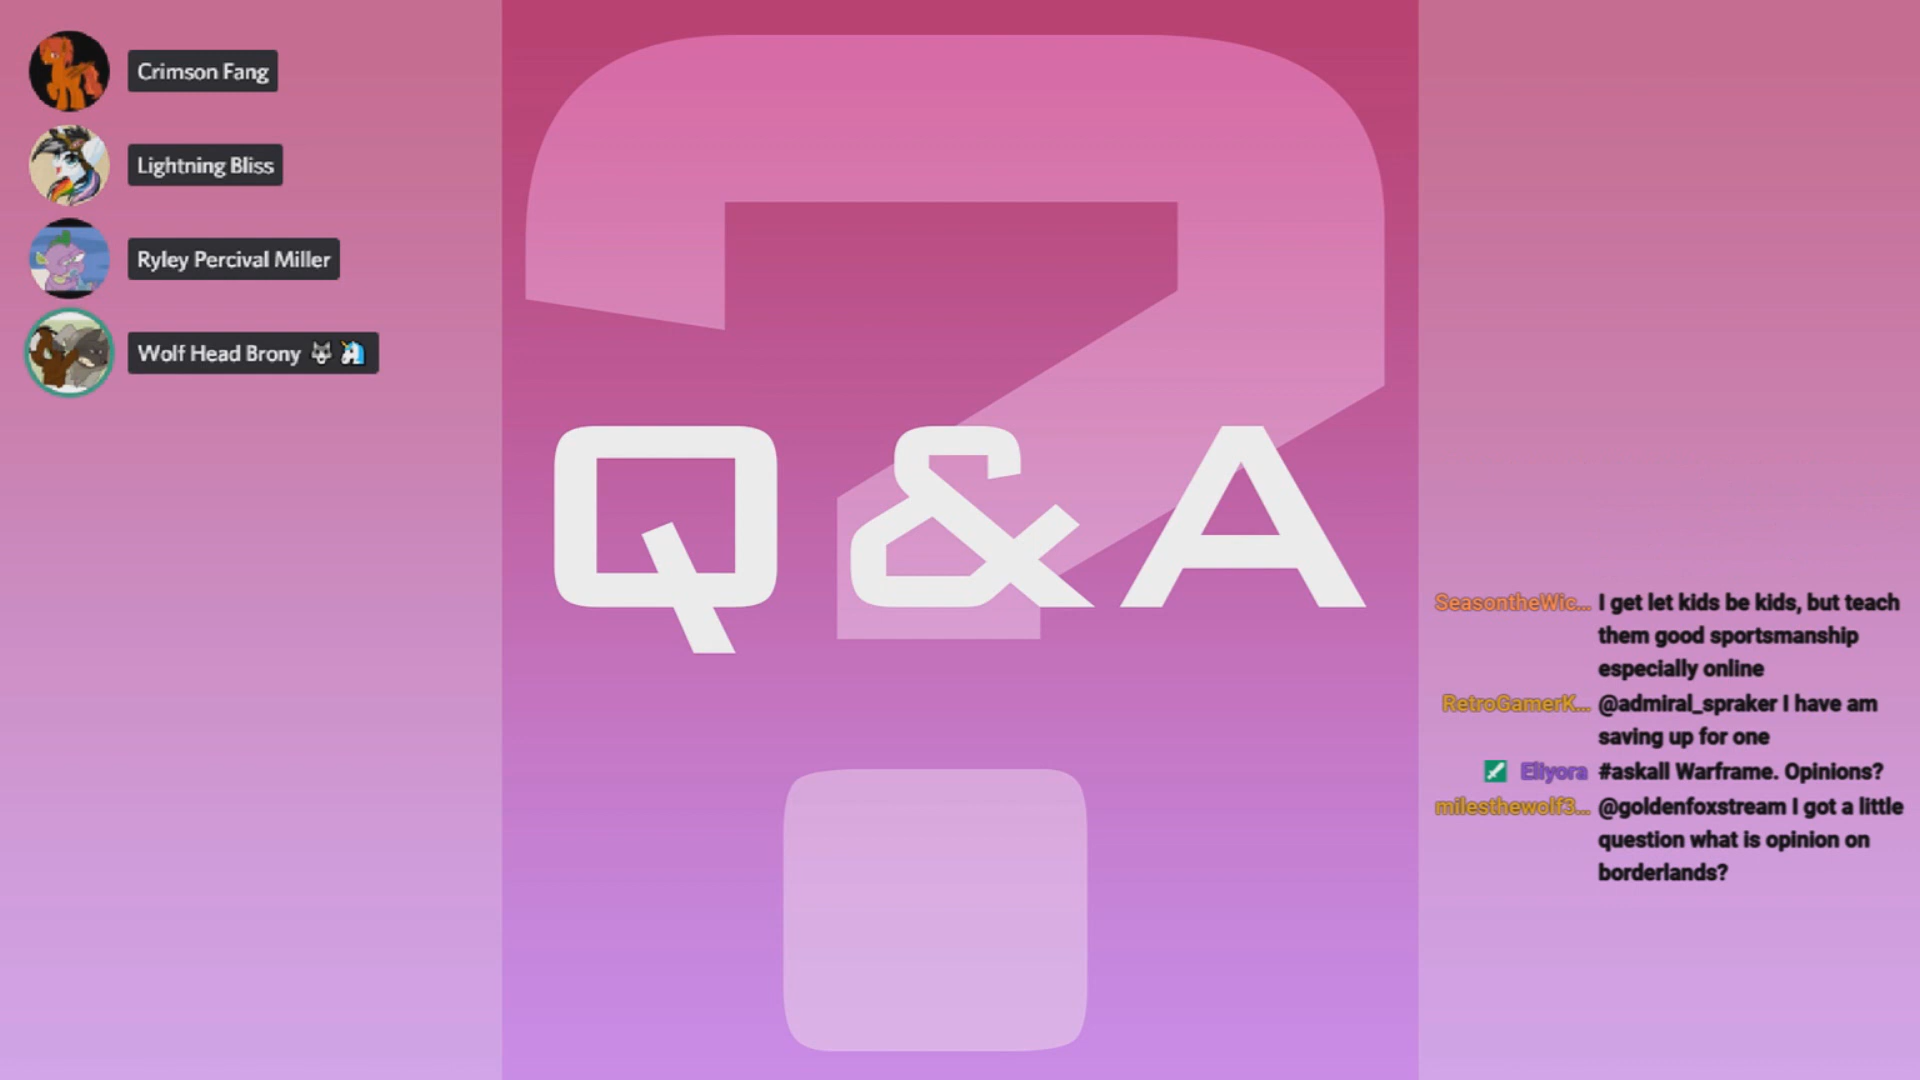 Crimson Fang
Lightning Bliss
Ryley Percival Miller
Wolf Head Brony 🐺 🦄
Q & A
SeasontheWic... I get let kids be kids, but teach
them good sportsmanship
especially online
RetroGamerK... @admiral_spraker I have am
saving up for one
Eliyora #askall Warframe. Opinions?
milesthewolf3... @goldenfoxstream I got a little
question what is opinion on
borderlands?